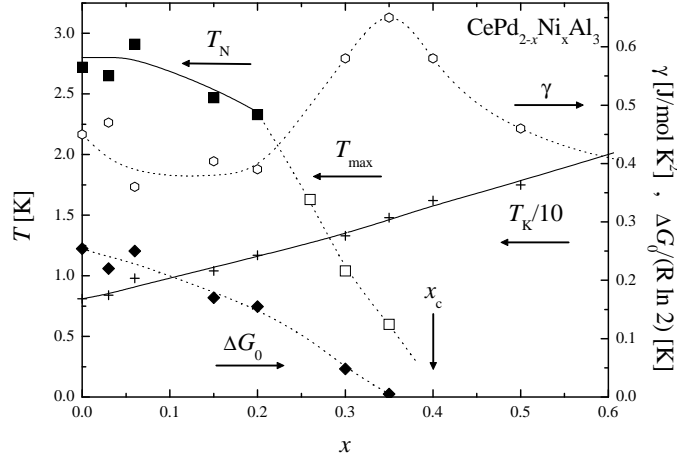 CePd2-xNixAl3
TN
γ
Tmax
TK/10
xc
ΔG0
3.0
2.5
2.0
1.5
1.0
0.5
0.0
T [K]
0.6
0.5
0.4
0.3
0.2
0.1
0.0
γ [J/mol K2] , ΔG0/(R ln 2) [K]
0.0 0.1 0.2 0.3 0.4 0.5 0.6
x